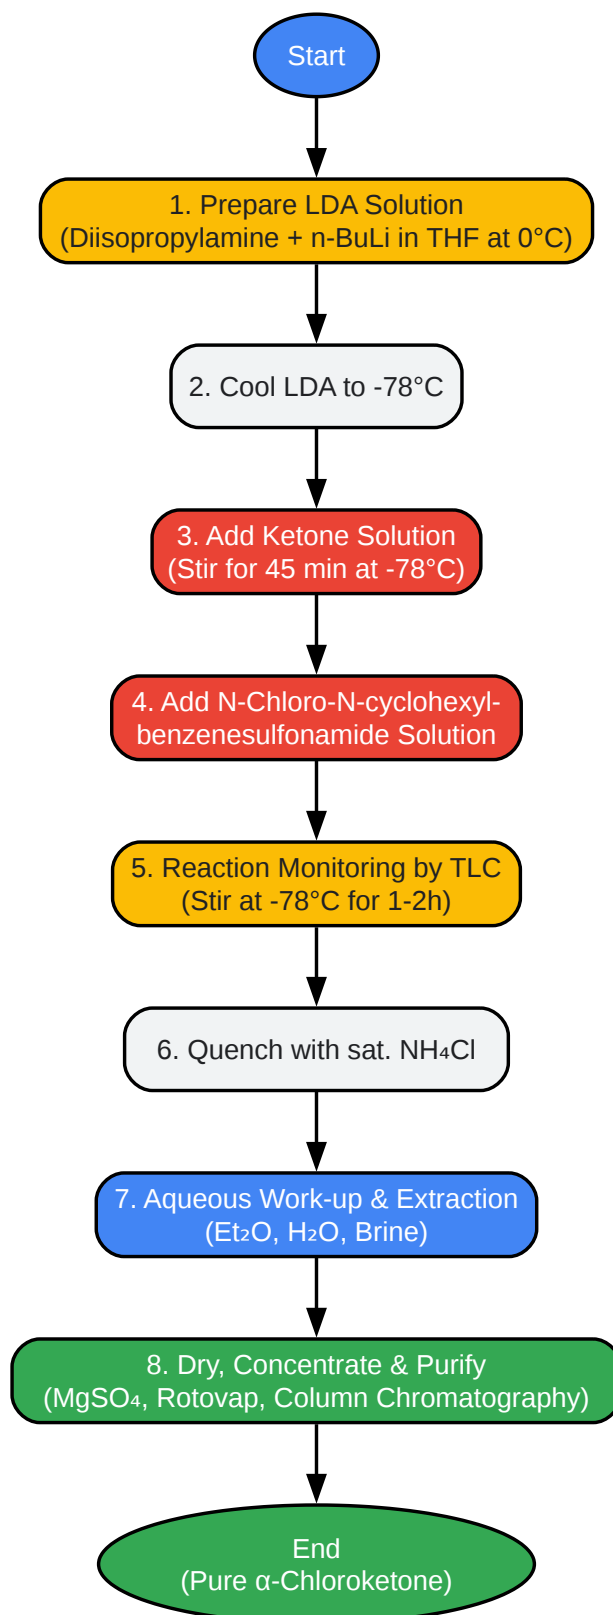 Start
1. Prepare LDA Solution
(Diisopropylamine + n-BuLi in THF at 0°C)
2. Cool LDA to -78°C
3. Add Ketone Solution
(Stir for 45 min at -78°C)
4. Add N-Chloro-N-cyclohexyl-
benzenesulfonamide Solution
5. Reaction Monitoring by TLC
(Stir at -78°C for 1-2h)
6. Quench with sat. NH₄Cl
7. Aqueous Work-up & Extraction
(Et₂O, H₂O, Brine)
8. Dry, Concentrate & Purify
(MgSO₄, Rotovap, Column Chromatography)
End
(Pure α-Chloroketone)